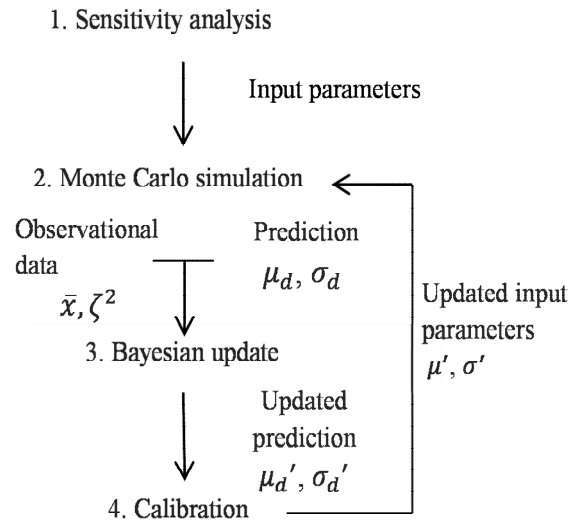 1. Sensitivity analysis
Input parameters
2. Monte Carlo simulation
Observational
data
x̄, ζ²
Prediction
μ_d, σ_d
3. Bayesian update
Updated
prediction
μ_d′, σ_d′
4. Calibration
Updated input
parameters
μ′, σ′